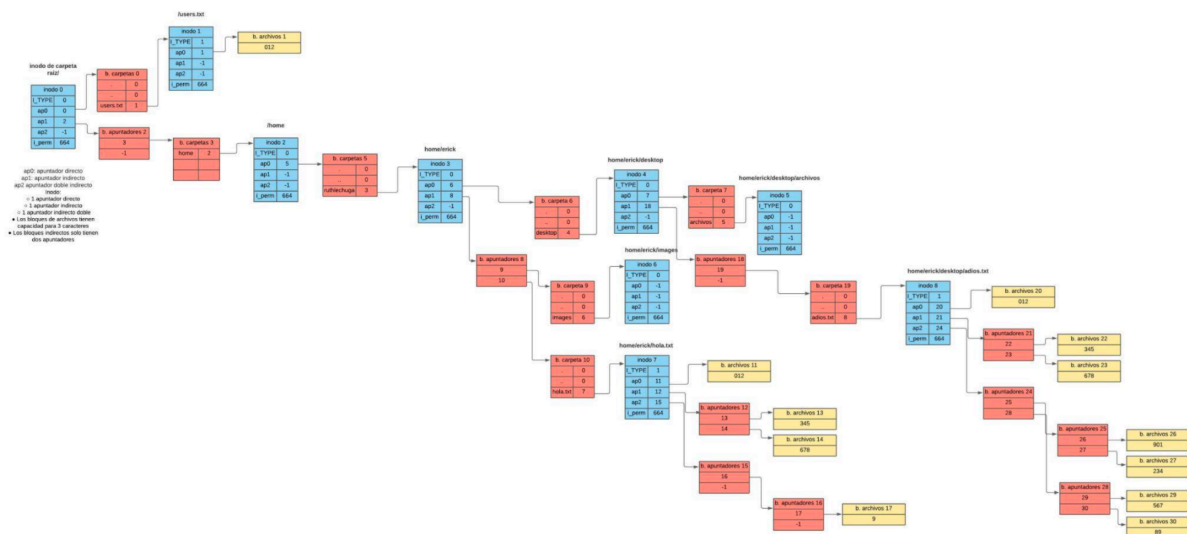 /users.txt
inodo 1
I_TYPE 1
ap0 1
ap1 -1
ap2 -1
i_perm 664
b. archivos 1
012
inodo de carpeta
raiz!
inodo 0
I_TYPE 0
ap0 0
ap1 2
ap2 -1
i_perm 664
b. carpetas 0
. 0
. 0
users.txt 1
b. apuntadores 2
3
-1
b. carpetas 3
home 2
ap0: apuntador directo
ap1: apuntador indirecto
ap2 apuntador doble indirecto
inodo:
○ 1 apuntador directo
○ 1 apuntador indirecto
○ 1 apuntador indirecto doble
● Los bloques de archivos tienen
capacidad para 3 caracteres
● Los bloques indirectos solo tienen
dos apuntadores
/home
inodo 2
I_TYPE 0
ap0 5
ap1 -1
ap2 -1
i_perm 664
b. carpetas 5
. 0
.. 0
ruthlechuga 3
home/erick
inodo 3
I_TYPE 0
ap0 6
ap1 8
ap2 -1
i_perm 664
b. carpeta 6
. 0
. 0
desktop 4
home/erick/desktop
inodo 4
I_TYPE 0
ap0 7
ap1 18
ap2 -1
i_perm 664
b. carpeta 7
. 0
. 0
archivos 5
home/erick/desktop/archivos
inodo 5
ap0 -1
ap1 -1
ap2 -1
i_perm 664
b. apuntadores 8
9
10
b. carpeta 9
. 0
. 0
images 6
home/erick/images
inodo 6
I_TYPE 0
ap0 -1
ap1 -1
ap2 -1
i_perm 664
b. apuntadores 18
19
-1
b. carpeta 19
. 0
. 0
adios.txt 8
home/erick/desktop/adios.txt
inodo 8
I_TYPE 1
ap0 20
ap1 21
ap2 24
i_perm 664
b. archivos 20
012
b. apuntadores 21
22
23
b. archivos 22
345
b. archivos 23
678
b. apuntadores 24
25
28
b. apuntadores 25
26
27
b. archivos 26
901
b. archivos 27
234
b. apuntadores 28
29
30
b. archivos 29
567
b. archivos 30
89
b. carpeta 10
. 0
. 0
hola.txt 7
home/erick/hola.txt
inodo 7
I_TYPE 1
ap0 11
ap1 12
ap2 15
i_perm 664
b. archivos 11
012
b. apuntadores 12
13
14
b. archivos 13
345
b. archivos 14
678
b. apuntadores 15
16
-1
b. apuntadores 16
17
-1
b. archivos 17
9